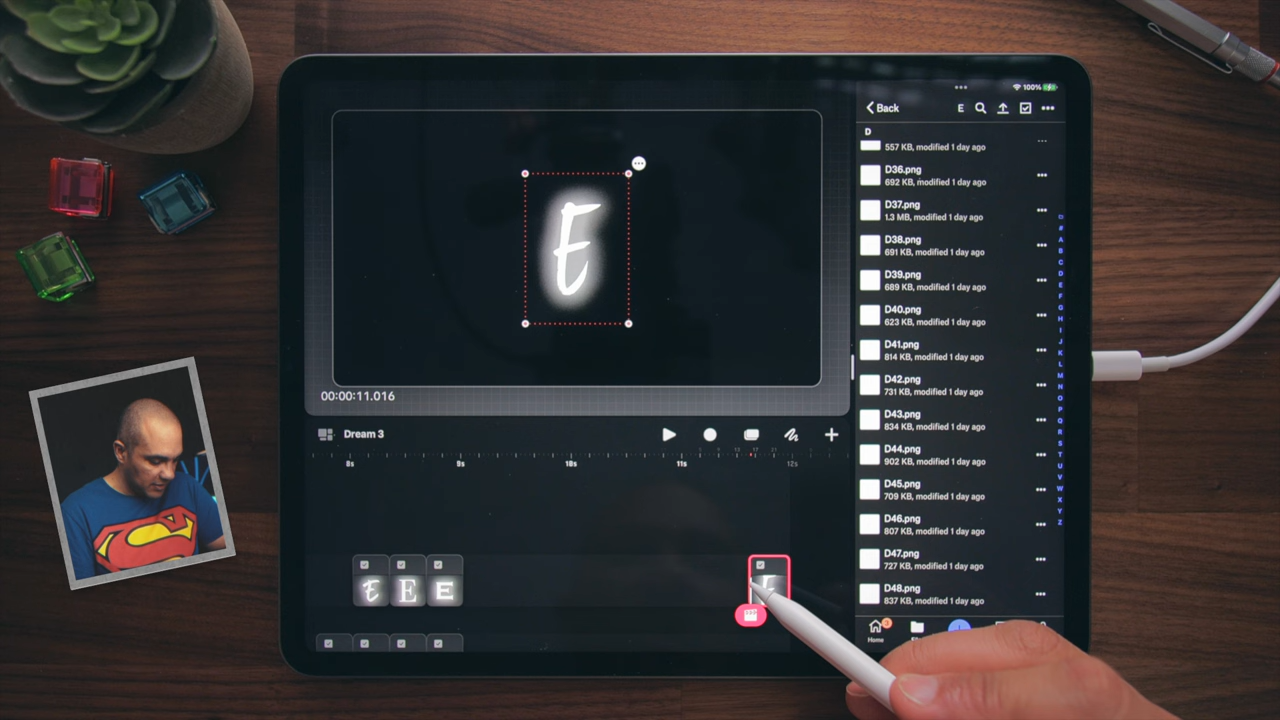 100%
Back
E
D
557 KB, modified 1 day ago
D36.png
692 KB, modified 1 day ago
D37.png
1.3 MB, modified 1 day ago
D38.png
691 KB, modified 1 day ago
D39.png
689 KB, modified 1 day ago
D40.png
623 KB, modified 1 day ago
D41.png
814 KB, modified 1 day ago
D42.png
731 KB, modified 1 day ago
D43.png
834 KB, modified 1 day ago
D44.png
902 KB, modified 1 day ago
D45.png
709 KB, modified 1 day ago
D46.png
807 KB, modified 1 day ago
D47.png
727 KB, modified 1 day ago
D48.png
837 KB, modified 1 day ago
Home
E
00:00:11.016
Dream 3
8s 9s 10s 11s 12s
E E E
S